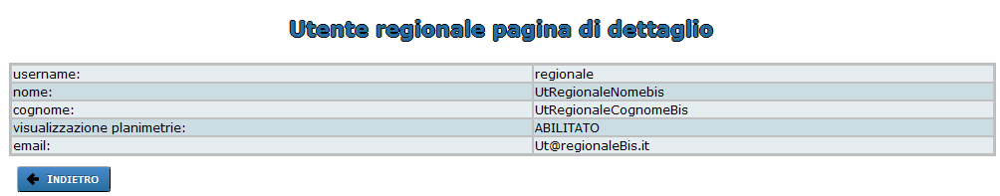 Utente regionale pagina di dettaglio
username: regionale
nome: UtRegionaleNomebis
cognome: UtRegionaleCognomeBis
visualizzazione planimetrie: ABILITATO
email: Ut@regionaleBis.it
INDIETRO